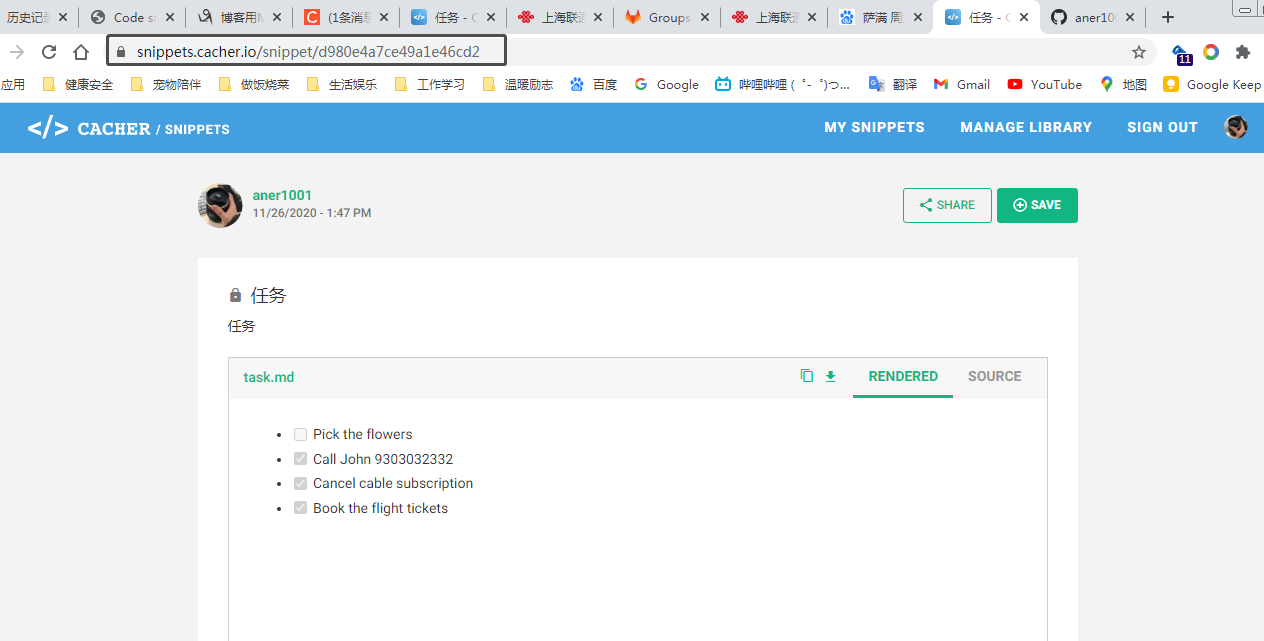 历史记录 Code s 博客用M (1条消息 任务 - C 上海联通 Groups 上海联通 萨满 周 任务 - C aner100
snippets.cacher.io/snippet/d980e4a7ce49a1e46cd2
11
应用 健康安全 宠物陪伴 做饭烧菜 生活娱乐 工作学习 温暖励志 百度 Google 哔哩哔哩 ( ゜- ゜)つ... 翻译 Gmail YouTube 地图 Google Keep
</> CACHER / SNIPPETS MY SNIPPETS MANAGE LIBRARY SIGN OUT
aner1001
11/26/2020 - 1:47 PM
SHARE SAVE
任务
任务
task.md RENDERED SOURCE
Pick the flowers
Call John 9303032332
Cancel cable subscription
Book the flight tickets